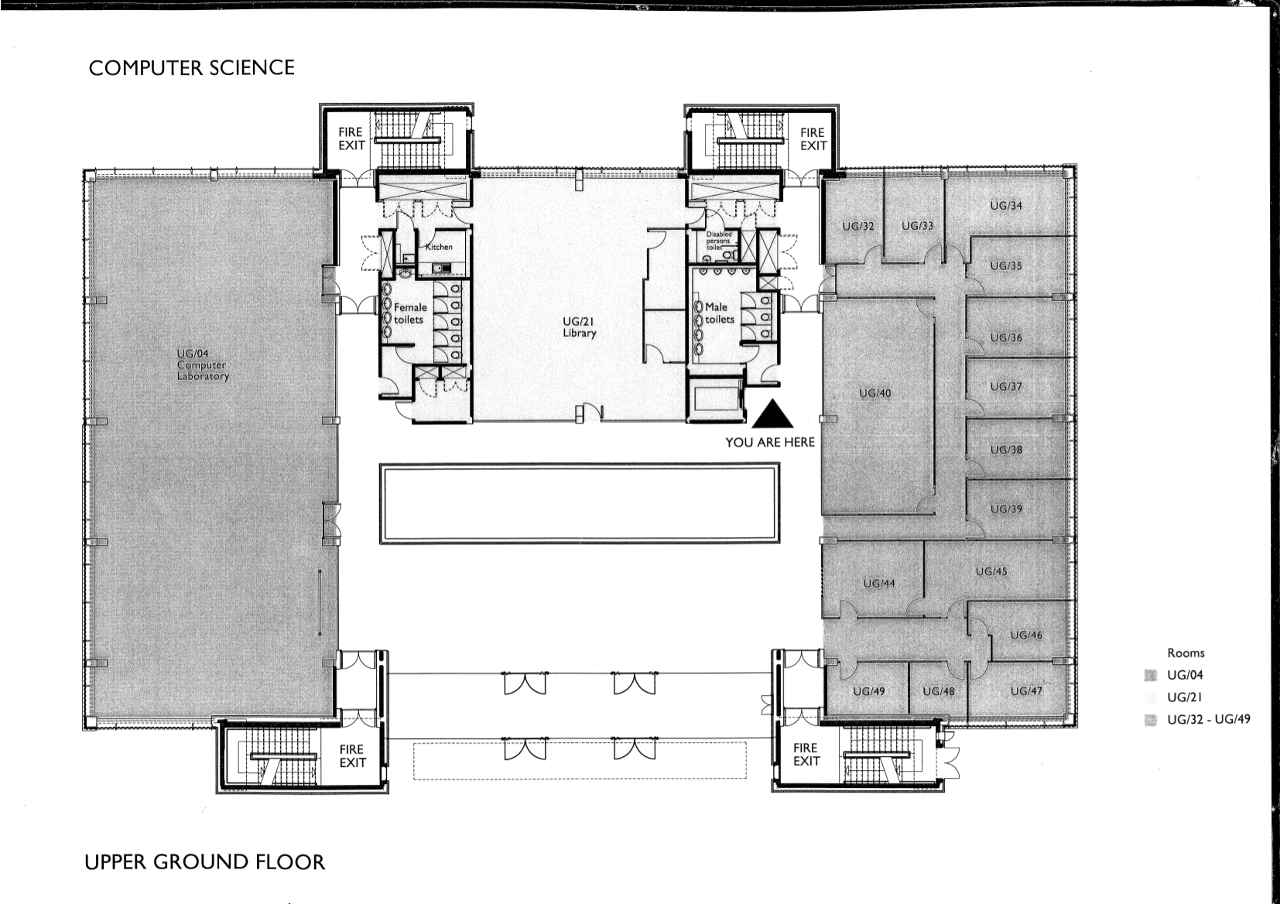 COMPUTER SCIENCE
FIRE
EXIT
FIRE
EXIT
UG/32
UG/33
UG/34
UG/35
Kitchen
Disabled
persons
toilet
Female
toilets
UG/21
Library
Male
toilets
UG/36
UG/04
Computer
Laboratory
UG/40
UG/37
YOU ARE HERE
UG/38
UG/39
UG/44
UG/45
UG/46
UG/49
UG/48
UG/47
Rooms
UG/04
UG/21
UG/32 - UG/49
FIRE
EXIT
FIRE
EXIT
UPPER GROUND FLOOR